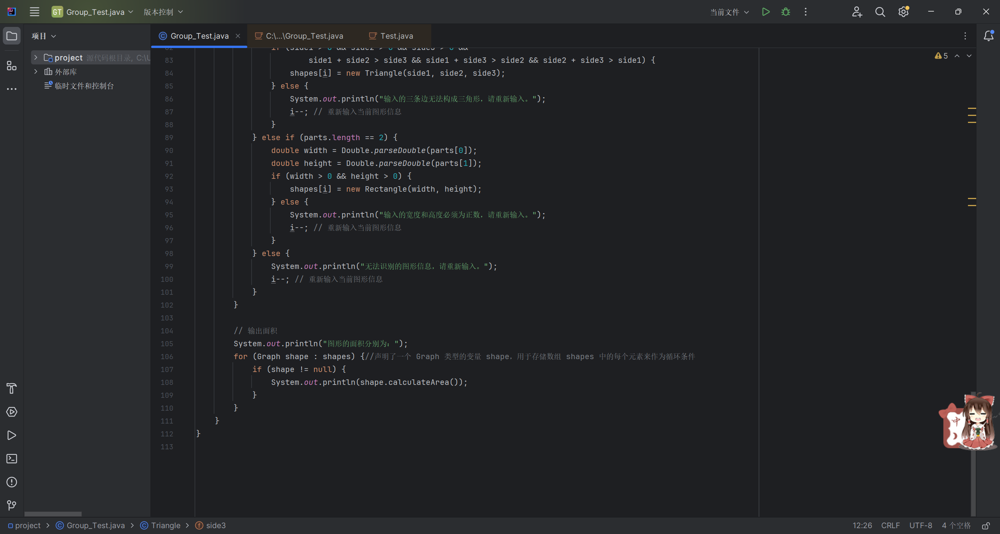 GT Group_Test.java 版本控制 当前文件
项目
Group_Test.java C:\...\Group_Test.java Test.java
project 源代码根目录, C:\U
外部库
临时文件和控制台
5
82 if (side1 > 0 && side2 > 0 && side3 > 0 &&
83 side1 + side2 > side3 && side1 + side3 > side2 && side2 + side3 > side1) {
84 shapes[i] = new Triangle(side1, side2, side3);
85 } else {
86 System.out.println("输入的三条边无法构成三角形，请重新输入。");
87 i--; // 重新输入当前图形信息
88 }
89 } else if (parts.length == 2) {
90 double width = Double.parseDouble(parts[0]);
91 double height = Double.parseDouble(parts[1]);
92 if (width > 0 && height > 0) {
93 shapes[i] = new Rectangle(width, height);
94 } else {
95 System.out.println("输入的宽度和高度必须为正数，请重新输入。");
96 i--; // 重新输入当前图形信息
97 }
98 } else {
99 System.out.println("无法识别的图形信息，请重新输入。");
100 i--; // 重新输入当前图形信息
101 }
102 }
103
104 // 输出面积
105 System.out.println("图形的面积分别为：");
106 for (Graph shape : shapes) {//声明了一个 Graph 类型的变量 shape，用于存储数组 shapes 中的每个元素来作为循环条件
107 if (shape != null) {
108 System.out.println(shape.calculateArea());
109 }
110 }
111 }
112 }
113
中
project > Group_Test.java > Triangle > side3
12:26 CRLF UTF-8 4 个空格